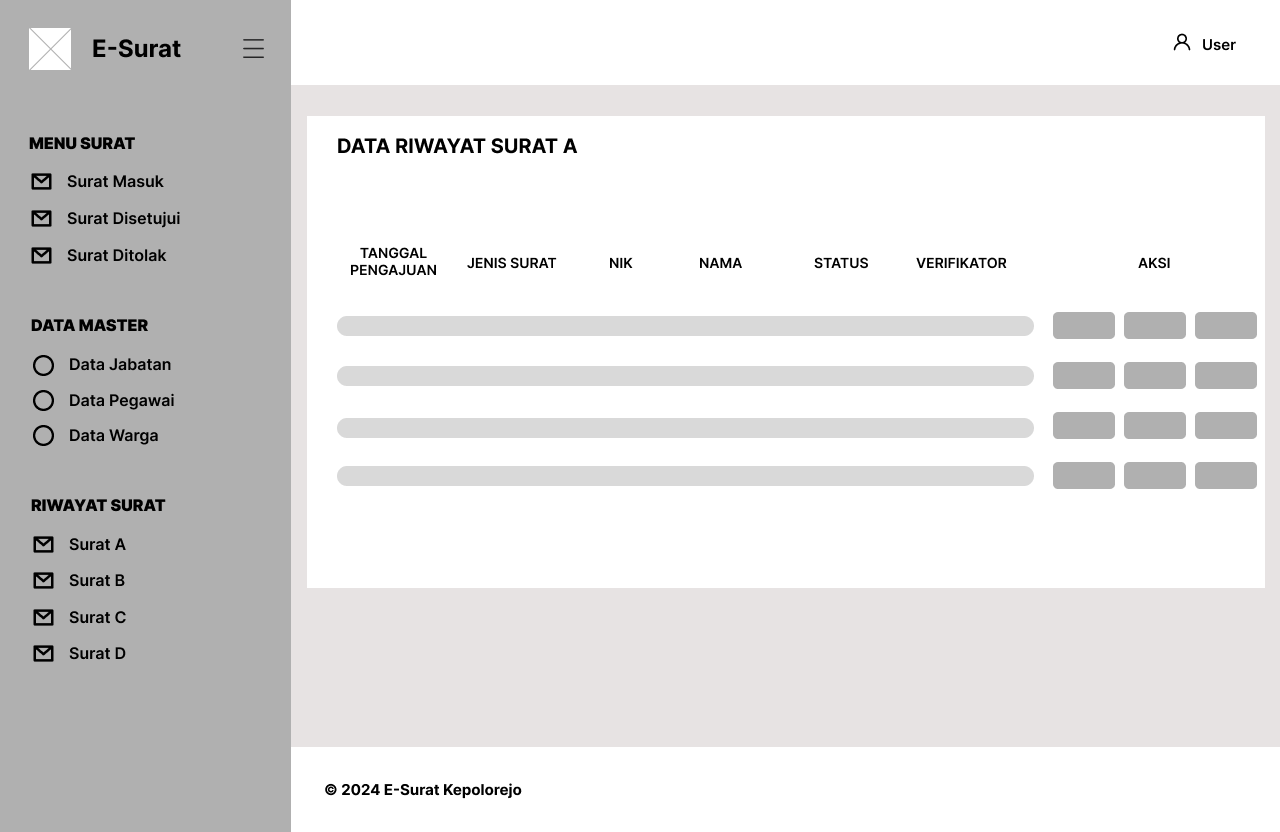 E-Surat
User
MENU SURAT
Surat Masuk
Surat Disetujui
Surat Ditolak
DATA MASTER
Data Jabatan
Data Pegawai
Data Warga
RIWAYAT SURAT
Surat A
Surat B
Surat C
Surat D
DATA RIWAYAT SURAT A
TANGGAL
PENGAJUAN
JENIS SURAT
NIK
NAMA
STATUS
VERIFIKATOR
AKSI
© 2024 E-Surat Kepolorejo